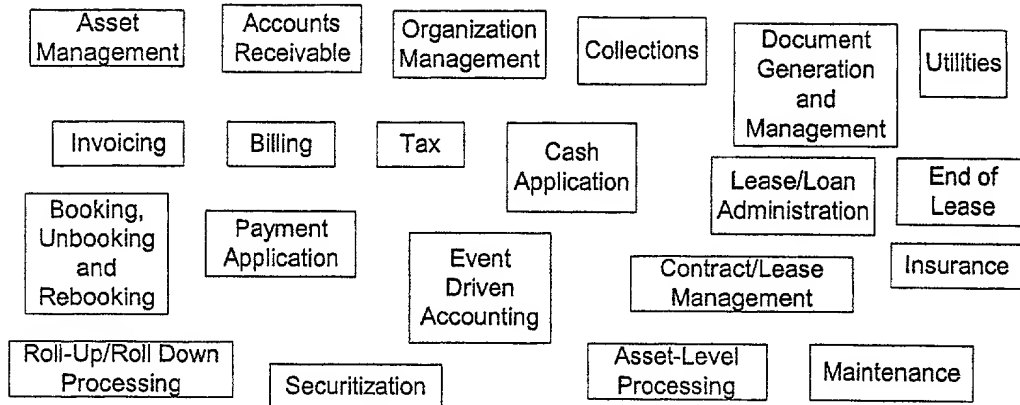 Asset
Management
Accounts
Receivable
Organization
Management
Collections
Document
Generation
and
Management
Utilities
Invoicing
Billing
Tax
Cash
Application
Lease/Loan
Administration
End of
Lease
Booking,
Unbooking
and
Rebooking
Payment
Application
Event
Driven
Accounting
Contract/Lease
Management
Insurance
Roll-Up/Roll Down
Processing
Securitization
Asset-Level
Processing
Maintenance